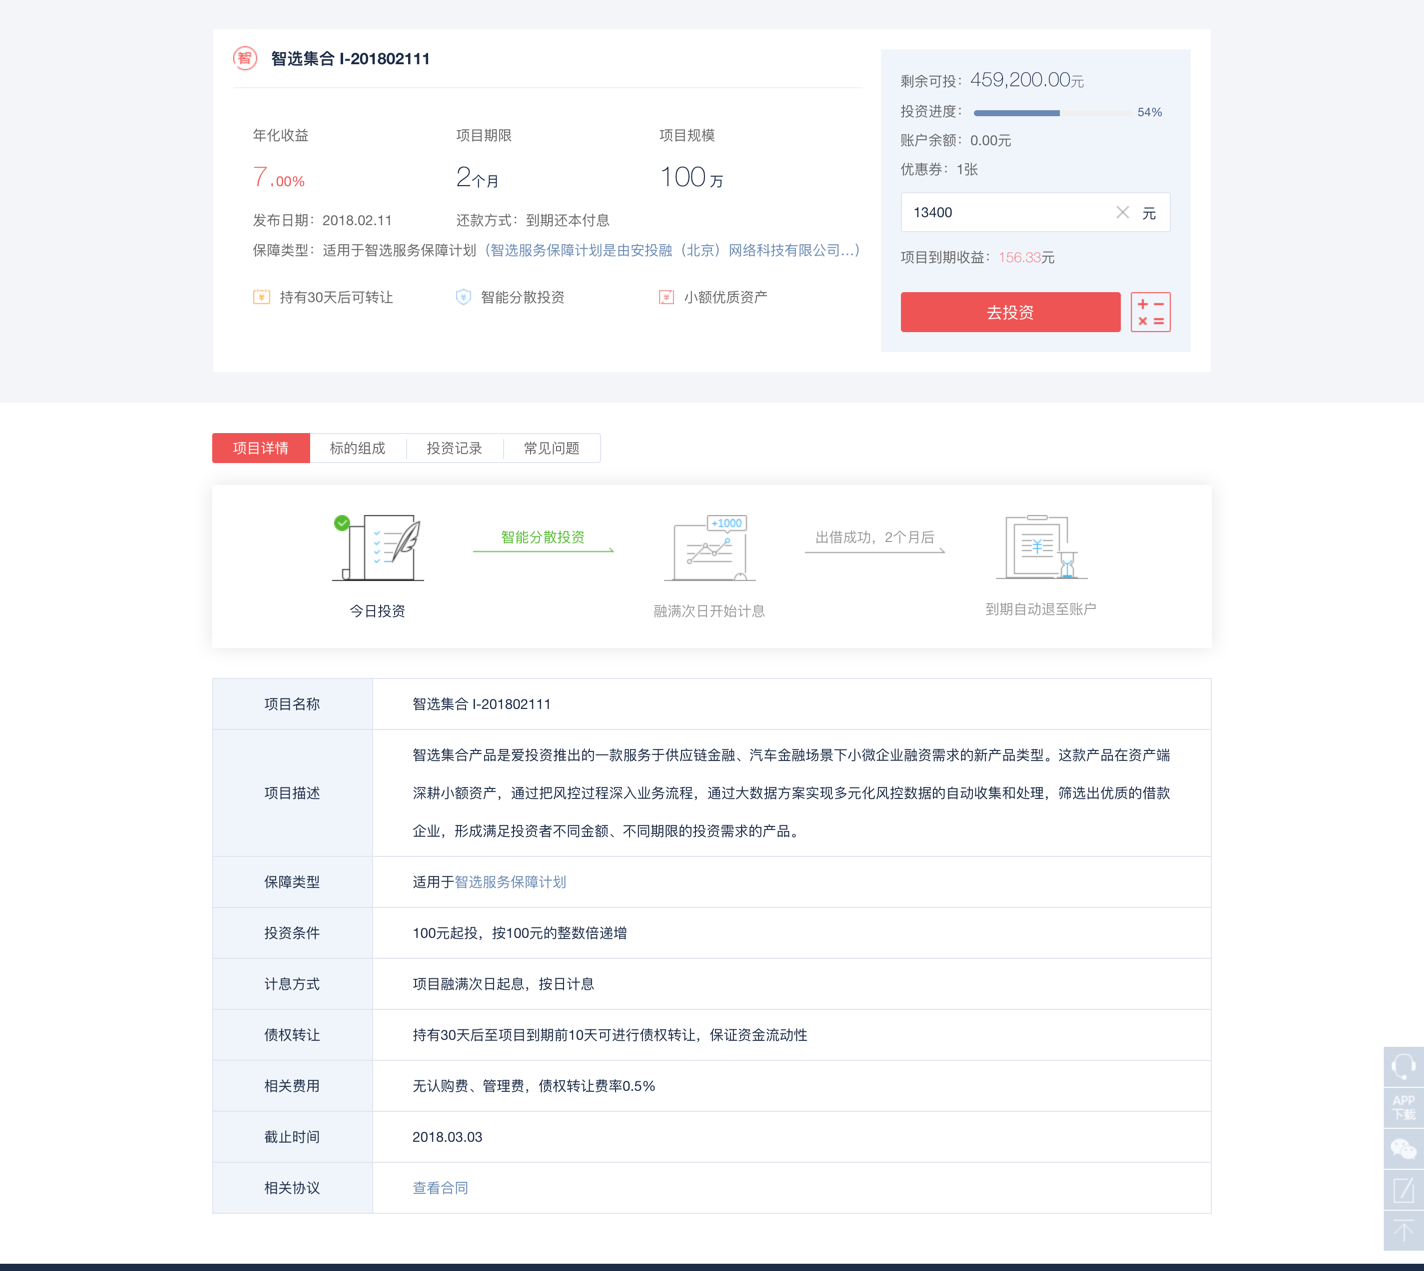 智 智选集合 I-201802111
年化收益 项目期限 项目规模
7.00% 2个月 100 万
发布日期：2018.02.11 还款方式：到期还本付息
保障类型：适用于智选服务保障计划（智选服务保障计划是由安投融（北京）网络科技有限公司...）
持有30天后可转让 智能分散投资 小额优质资产
剩余可投：459,200.00元
投资进度： 54%
账户余额：0.00元
优惠券：1张
13400 元
项目到期收益：156.33元
去投资
项目详情 标的组成 投资记录 常见问题
智能分散投资 +1000 出借成功，2个月后
今日投资 融满次日开始计息 到期自动退至账户
项目名称 智选集合 I-201802111
项目描述 智选集合产品是爱投资推出的一款服务于供应链金融、汽车金融场景下小微企业融资需求的新产品类型。这款产品在资产端
深耕小额资产，通过把风控过程深入业务流程，通过大数据方案实现多元化风控数据的自动收集和处理，筛选出优质的借款
企业，形成满足投资者不同金额、不同期限的投资需求的产品。
保障类型 适用于智选服务保障计划
投资条件 100元起投，按100元的整数倍递增
计息方式 项目融满次日起息，按日计息
债权转让 持有30天后至项目到期前10天可进行债权转让，保证资金流动性
相关费用 无认购费、管理费，债权转让费率0.5%
截止时间 2018.03.03
相关协议 查看合同
APP
下载